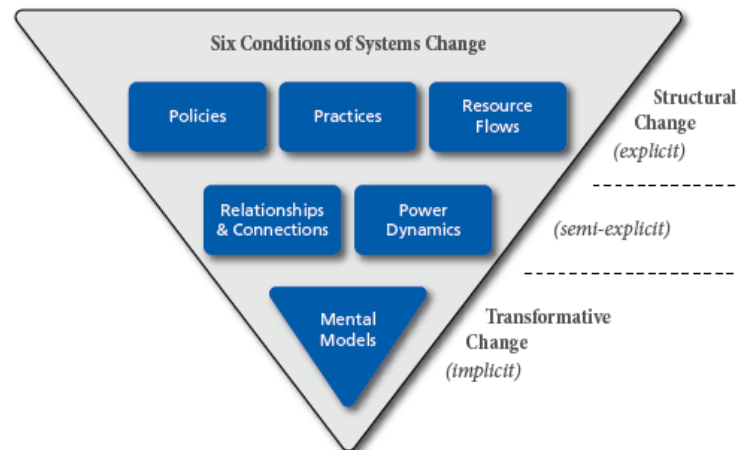 Six Conditions of Systems Change
Policies
Practices
Resource
Flows
Structural
Change
(explicit)
Relationships
& Connections
Power
Dynamics
(semi-explicit)
Mental
Models
Transformative
Change
(implicit)